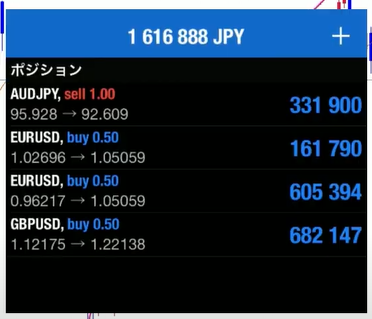 1 616 888 JPY +
ポジション
AUDJPY, sell 1.00
95.928 → 92.609
331 900
EURUSD, buy 0.50
1.02696 → 1.05059
161 790
EURUSD, buy 0.50
0.96217 → 1.05059
605 394
GBPUSD, buy 0.50
1.12175 → 1.22138
682 147